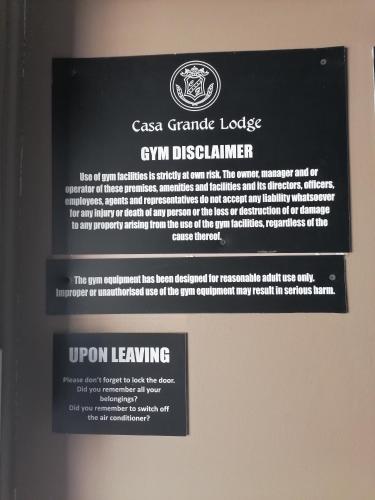 Casa Grande Lodge
GYM DISCLAIMER
Use of gym facilities is strictly at own risk. The owner, manager and or
operator of these premises, amenities and facilities and its directors, officers,
employees, agents and representatives do not accept any liability whatsoever
for any injury or death of any person or the loss or destruction of or damage
to any property arising from the use of the gym facilities, regardless of the
cause thereof.
The gym equipment has been designed for reasonable adult use only.
Improper or unauthorised use of the gym equipment may result in serious harm.
UPON LEAVING
Please don't forget to lock the door.
Did you remember all your
belongings?
Did you remember to switch off
the air conditioner?